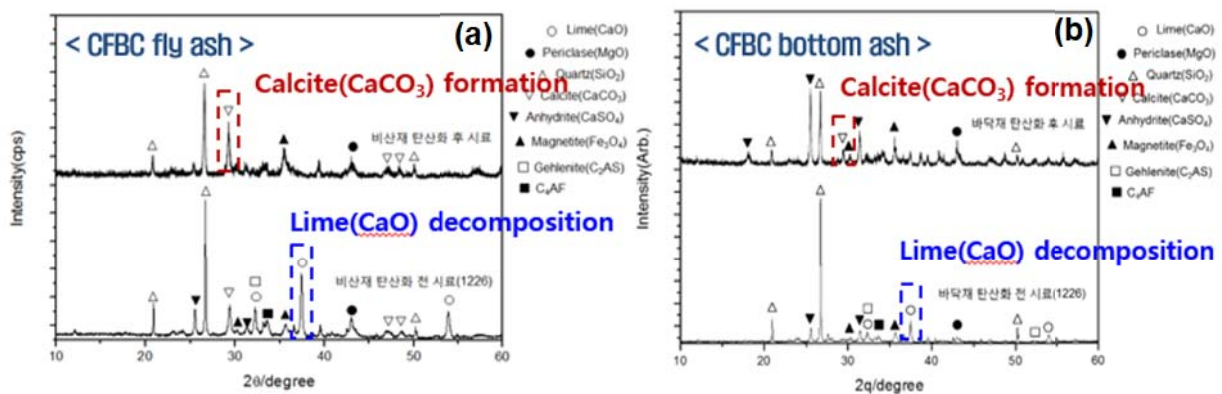 (a)
< CFBC fly ash >
Calcite(CaCO₃) formation
비산재 탄산화 후 시료
Lime(CaO) decomposition
비산재 탄산화 전 시료(1226)
Intensity(cps)
10 20 30 40 50 60
2θ/degree
Lime(CaO)
Periclase(MgO)
Quartz(SiO₂)
Calcite(CaCO₃)
Anhydrite(CaSO₄)
Magnetite(Fe₃O₄)
Gehlenite(C₂AS)
C₄AF
(b)
< CFBC bottom ash >
Calcite(CaCO₃) formation
바닥재 탄산화 후 시료
Lime(CaO) decomposition
바닥재 탄산화 전 시료(1226)
Intensity(Arb.)
10 20 30 40 50 60
2q/degree
Lime(CaO)
Periclase(MgO)
Quartz(SiO₂)
Calcite(CaCO₃)
Anhydrite(CaSO₄)
Magnetite(Fe₃O₄)
Gehlenite(C₂AS)
C₄AF